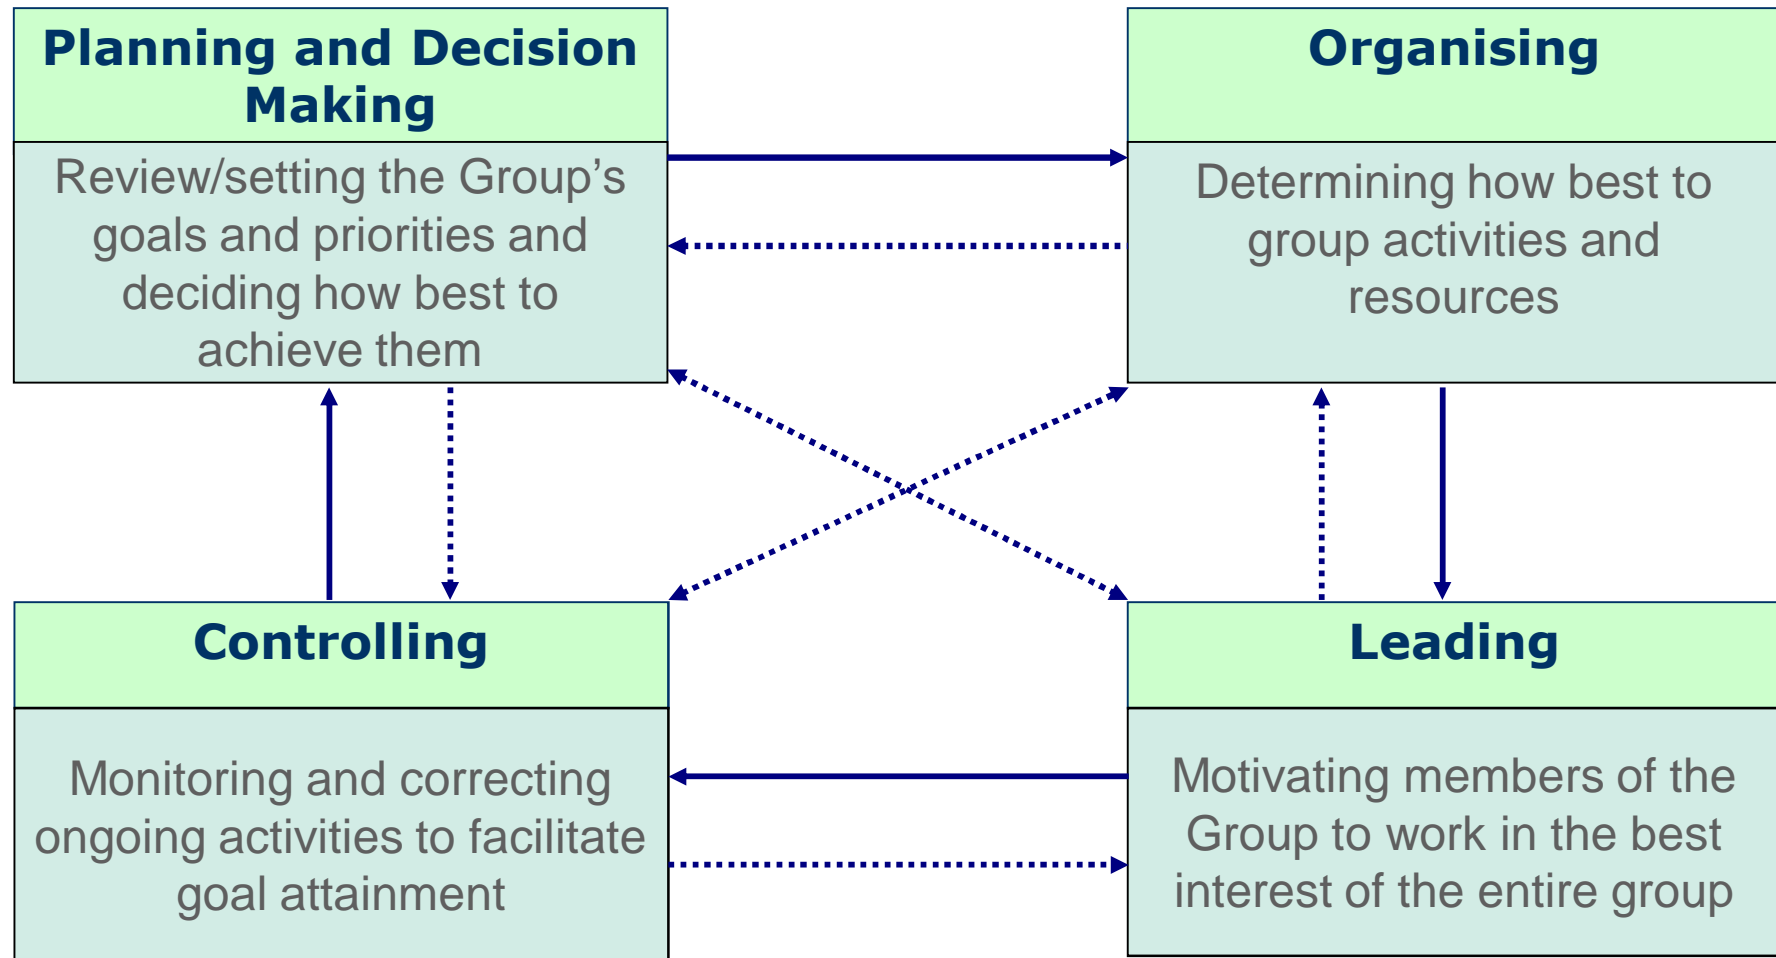 Planning and Decision
Making
Review/setting the Group’s
goals and priorities and
deciding how best to
achieve them
Organising
Determining how best to
group activities and
resources
Controlling
Monitoring and correcting
ongoing activities to facilitate
goal attainment
Leading
Motivating members of the
Group to work in the best
interest of the entire group